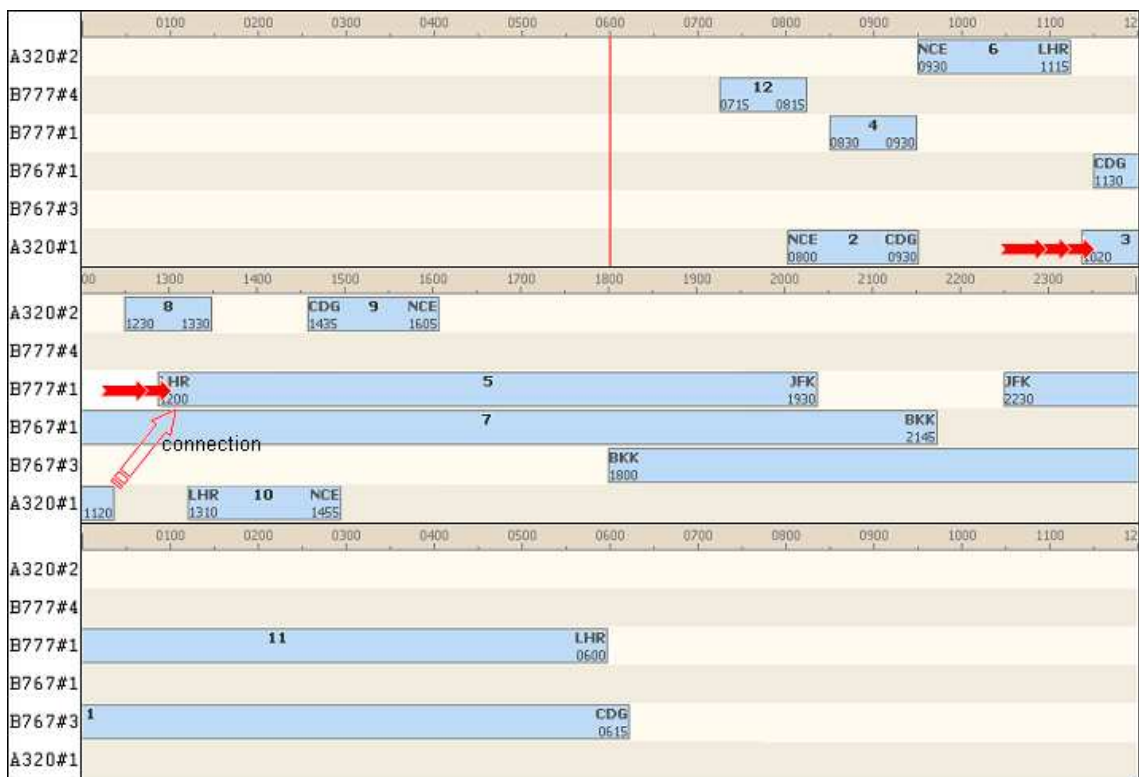 0100 0200 0300 0400 0500 0600 0700 0800 0900 1000 1100 12
A320#2 NCE 6 LHR
0930 1115
B777#4 12
0715 0815
B777#1 4
0830 0930
B767#1 CDG
1130
B767#3
A320#1 NCE 2 CDG 3
0800 0930 1020
00 1300 1400 1500 1600 1700 1800 1900 2000 2100 2200 2300
A320#2 8 CDG 9 NCE
1230 1330 1435 1605
B777#4
B777#1 LHR 5 JFK JFK
1200 1930 2230
B767#1 7 BKK
2145
connection
B767#3 BKK
1800
A320#1 LHR 10 NCE
1120 1310 1455
0100 0200 0300 0400 0500 0600 0700 0800 0900 1000 1100 12
A320#2
B777#4
B777#1 11 LHR
0600
B767#1
B767#3 1 CDG
0615
A320#1